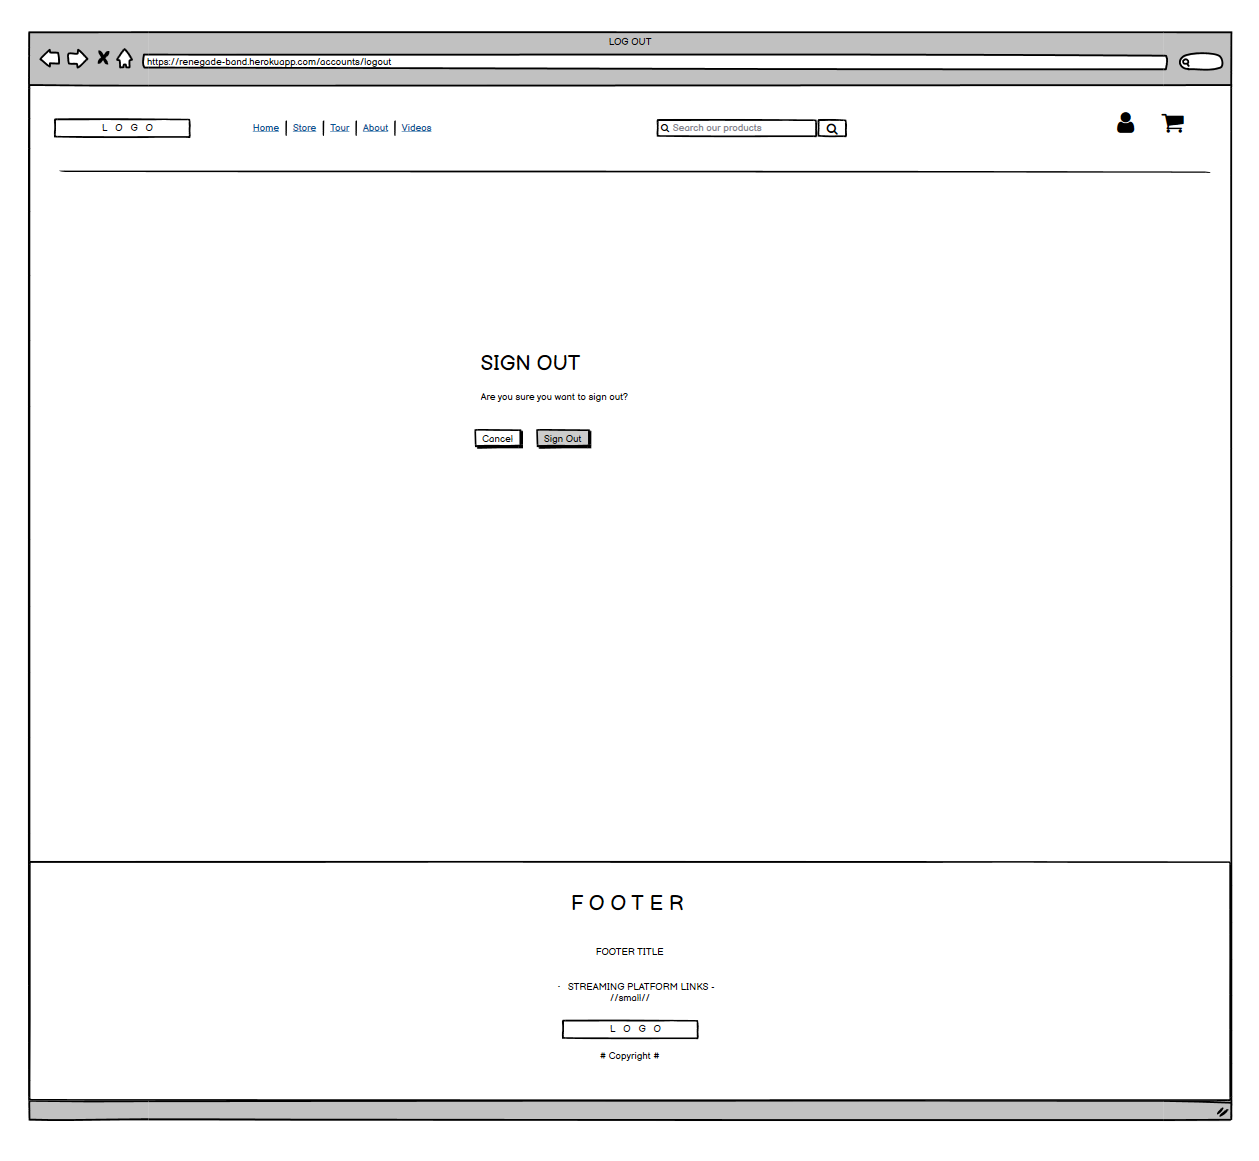 LOG OUT
https://renegade-band.herokuapp.com/accounts/logout
LOGO
Home | Store | Tour | About | Videos
Search our products
SIGN OUT
Are you sure you want to sign out?
Cancel Sign Out
FOOTER
FOOTER TITLE
- STREAMING PLATFORM LINKS -
//small//
LOGO
# Copyright #